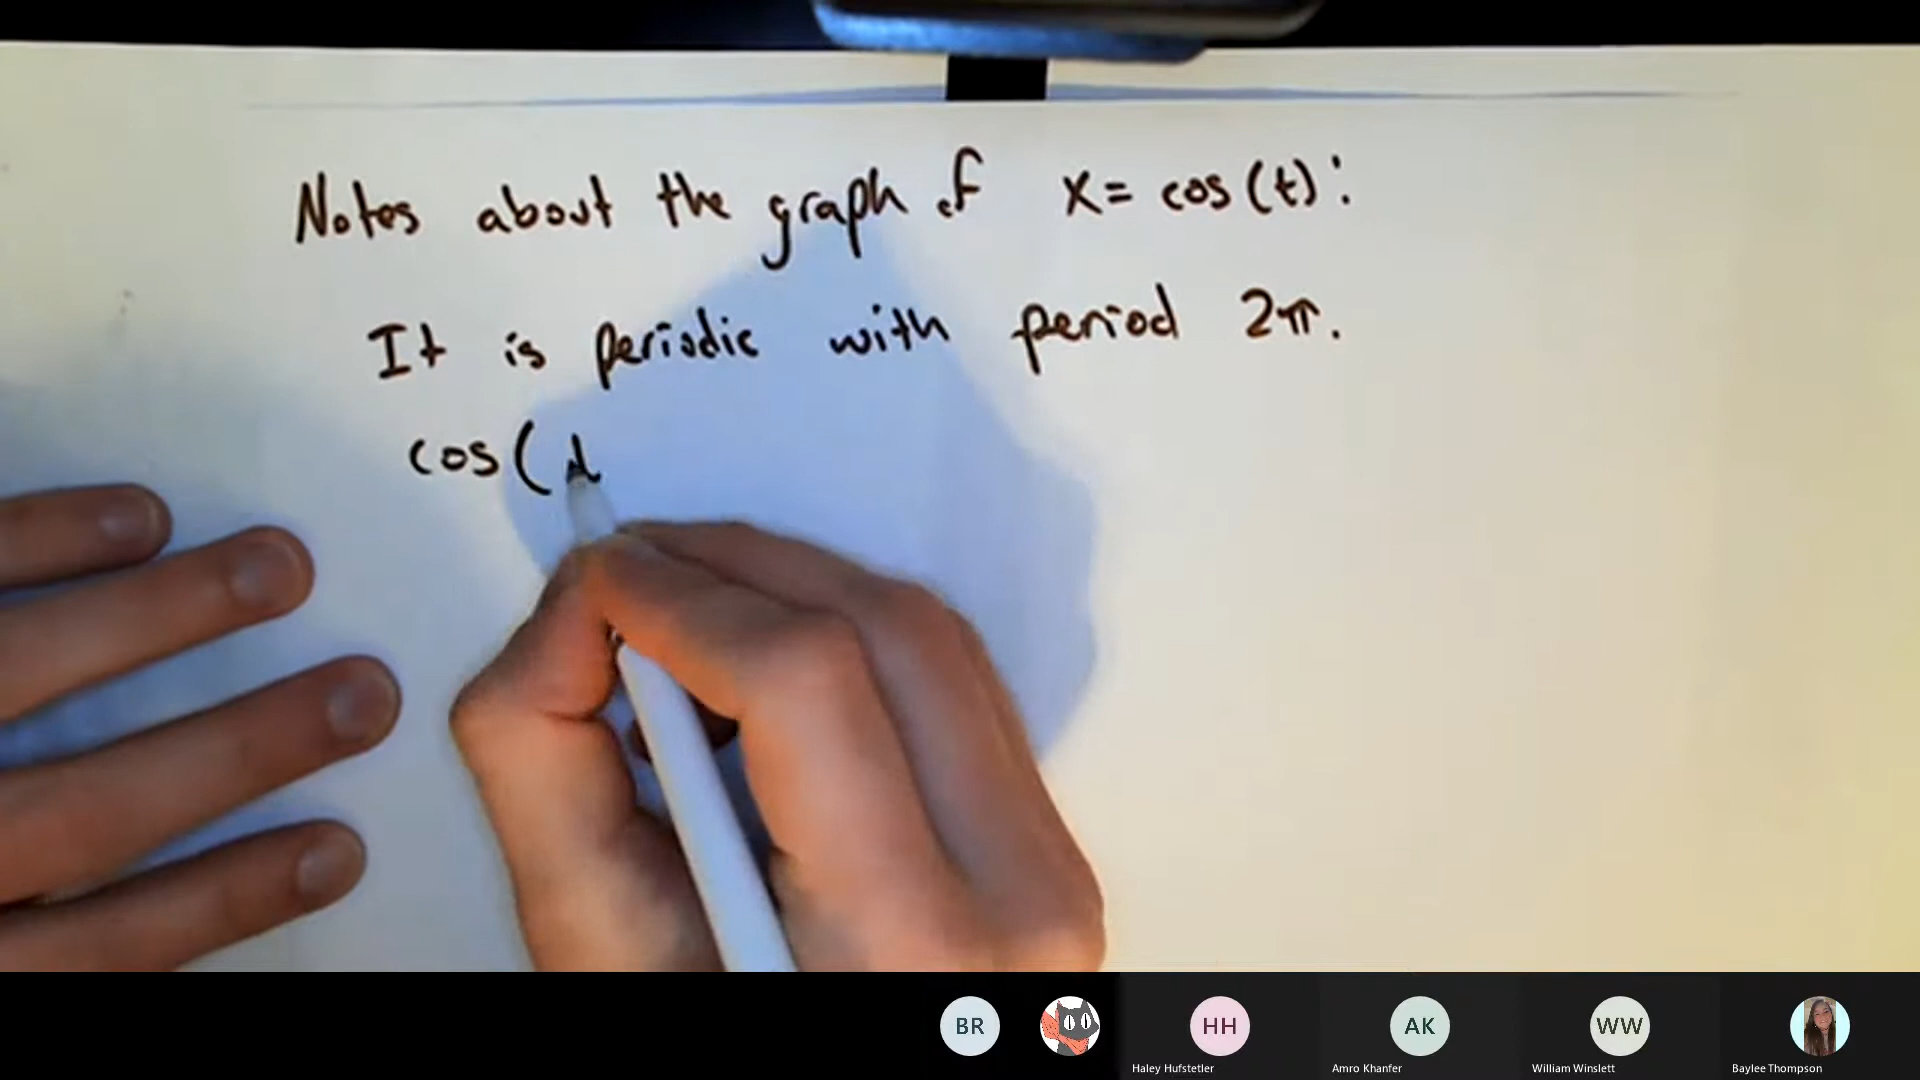 Notes about the graph of x = cos(t):
It is periodic with period 2π.
cos(
BR
HH
AK
WW
Haley Hufstetler
Amro Khanfer
William Winslett
Baylee Thompson